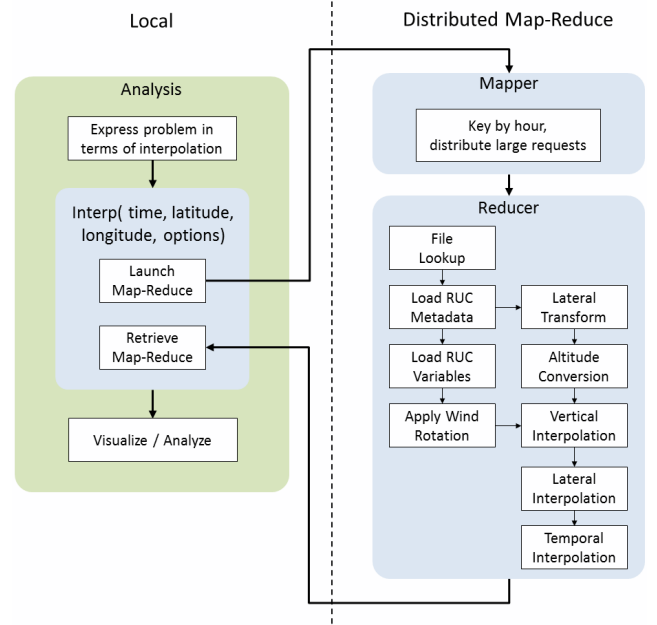 Local
Distributed Map-Reduce
Analysis
Express problem in
terms of interpolation
Interp( time, latitude,
longitude, options)
Launch
Map-Reduce
Retrieve
Map-Reduce
Visualize / Analyze
Mapper
Key by hour,
distribute large requests
Reducer
File
Lookup
Load RUC
Metadata
Lateral
Transform
Load RUC
Variables
Altitude
Conversion
Apply Wind
Rotation
Vertical
Interpolation
Lateral
Interpolation
Temporal
Interpolation